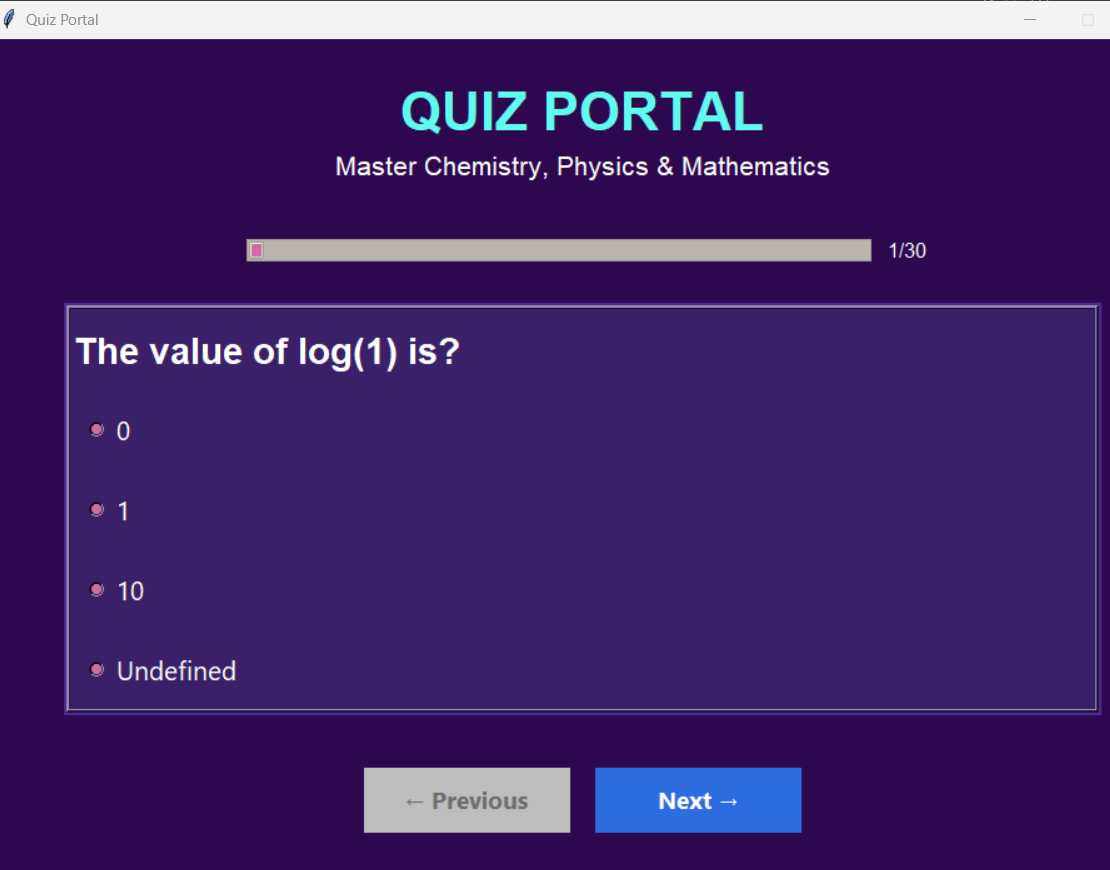 Quiz Portal
QUIZ PORTAL
Master Chemistry, Physics & Mathematics
1/30
The value of log(1) is?
0
1
10
Undefined
← Previous
Next →